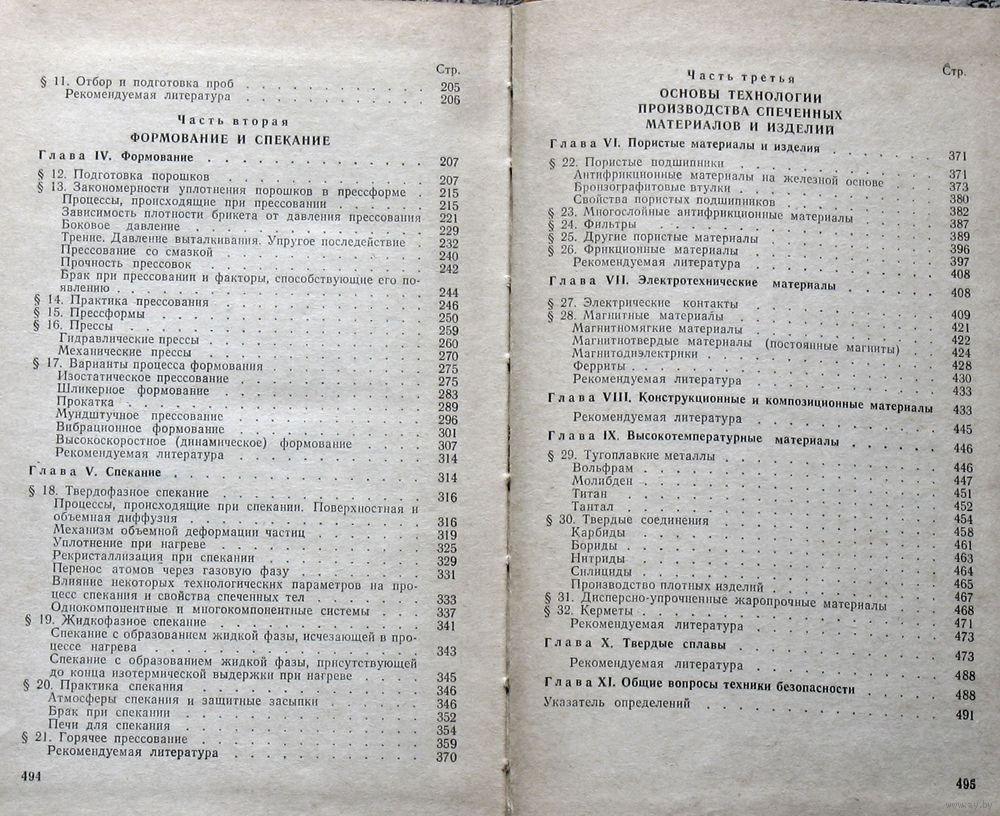 Стр.
§ 11. Отбор и подготовка проб . . . . . . . . . . 205
Рекомендуемая литература . . . . . . . . . . 206
Часть вторая
ФОРМОВАНИЕ И СПЕКАНИЕ
Глава IV. Формование . . . . . . . . . . 207
§ 12. Подготовка порошков . . . . . . . . . . 207
§ 13. Закономерности уплотнения порошков в прессформе . 215
Процессы, происходящие при прессовании . . . . . 215
Зависимость плотности брикета от давления прессования 221
Боковое давление . . . . . . . . . . 229
Трение. Давление выталкивания. Упругое последействие . 232
Прессование со смазкой . . . . . . . . . . 240
Прочность прессовок . . . . . . . . . . 242
Брак при прессовании и факторы, способствующие его по-
явлению . . . . . . . . . . 244
§ 14. Практика прессования . . . . . . . . . . 246
§ 15. Прессформы . . . . . . . . . . 250
§ 16. Прессы . . . . . . . . . . 259
Гидравлические прессы . . . . . . . . . . 260
Механические прессы . . . . . . . . . . 270
§ 17. Варианты процесса формования . . . . . . . . 275
Изостатическое прессование . . . . . . . . . . 275
Шликерное формование . . . . . . . . . . 283
Прокатка . . . . . . . . . . 289
Мундштучное прессование . . . . . . . . . . 296
Вибрационное формование . . . . . . . . . . 301
Высокоскоростное (динамическое) формование . . . . 307
Рекомендуемая литература . . . . . . . . . . 314
Глава V. Спекание . . . . . . . . . . 314
§ 18. Твердофазное спекание . . . . . . . . . . 316
Процессы, происходящие при спекании. Поверхностная и
объемная диффузия . . . . . . . . . . 316
Механизм объемной деформации частиц . . . . . . 319
Уплотнение при нагреве . . . . . . . . . . 325
Рекристаллизация при спекании . . . . . . . . 329
Перенос атомов через газовую фазу . . . . . . . 331
Влияние некоторых технологических параметров на про-
цесс спекания и свойства спеченных тел . . . . . 333
Однокомпонентные и многокомпонентные системы . . . 337
§ 19. Жидкофазное спекание . . . . . . . . . . 341
Спекание с образованием жидкой фазы, исчезающей в про-
цессе нагрева . . . . . . . . . . 343
Спекание с образованием жидкой фазы, присутствующей
до конца изотермической выдержки при нагреве . . . 345
§ 20. Практика спекания . . . . . . . . . . 346
Атмосферы спекания и защитные засыпки . . . . . 346
Брак при спекании . . . . . . . . . . 352
Печи для спекания . . . . . . . . . . 354
§ 21. Горячее прессование . . . . . . . . . . 359
Рекомендуемая литература . . . . . . . . . . 370
494
Стр.
Часть третья
ОСНОВЫ ТЕХНОЛОГИИ
ПРОИЗВОДСТВА СПЕЧЕННЫХ
МАТЕРИАЛОВ И ИЗДЕЛИЙ
Глава VI. Пористые материалы и изделия . . . . . . 371
§ 22. Пористые подшипники . . . . . . . . . . 371
Антифрикционные материалы на железной основе . . 373
Бронзографитовые втулки . . . . . . . . . . 380
Свойства пористых подшипников . . . . . . . . 382
§ 23. Многослойные антифрикционные материалы . . . . 387
§ 24. Фильтры . . . . . . . . . . 389
§ 25. Другие пористые материалы . . . . . . . . 396
§ 26. Фрикционные материалы . . . . . . . . . . 397
Рекомендуемая литература . . . . . . . . . . 408
Глава VII. Электротехнические материалы . . . . . . 408
§ 27. Электрические контакты . . . . . . . . . . 409
§ 28. Магнитные материалы . . . . . . . . . . 421
Магнитномягкие материалы . . . . . . . . . . 422
Магнитотвердые материалы (постоянные магниты) . . 424
Магнитодиэлектрики . . . . . . . . . . 428
Ферриты . . . . . . . . . . 430
Рекомендуемая литература . . . . . . . . . . 433
Глава VIII. Конструкционные и композиционные материалы 433
Рекомендуемая литература . . . . . . . . . . 445
Глава IX. Высокотемпературные материалы . . . . . . 446
§ 29. Тугоплавкие металлы . . . . . . . . . . 446
Вольфрам . . . . . . . . . . 447
Молибден . . . . . . . . . . 451
Титан . . . . . . . . . . 452
Тантал . . . . . . . . . . 454
§ 30. Твердые соединения . . . . . . . . . . 458
Карбиды . . . . . . . . . . 461
Бориды . . . . . . . . . . 463
Нитриды . . . . . . . . . . 464
Силициды . . . . . . . . . . 465
Производство плотных изделий . . . . . . . . 467
§ 31. Дисперсно-упрочненные жаропрочные материалы . . 468
§ 32. Керметы . . . . . . . . . . 471
Рекомендуемая литература . . . . . . . . . . 473
Глава X. Твердые сплавы . . . . . . . . . . 473
Рекомендуемая литература . . . . . . . . . . 488
Глава XI. Общие вопросы техники безопасности . . . . 488
Указатель определений . . . . . . . . . . 491
495
www.ay.by